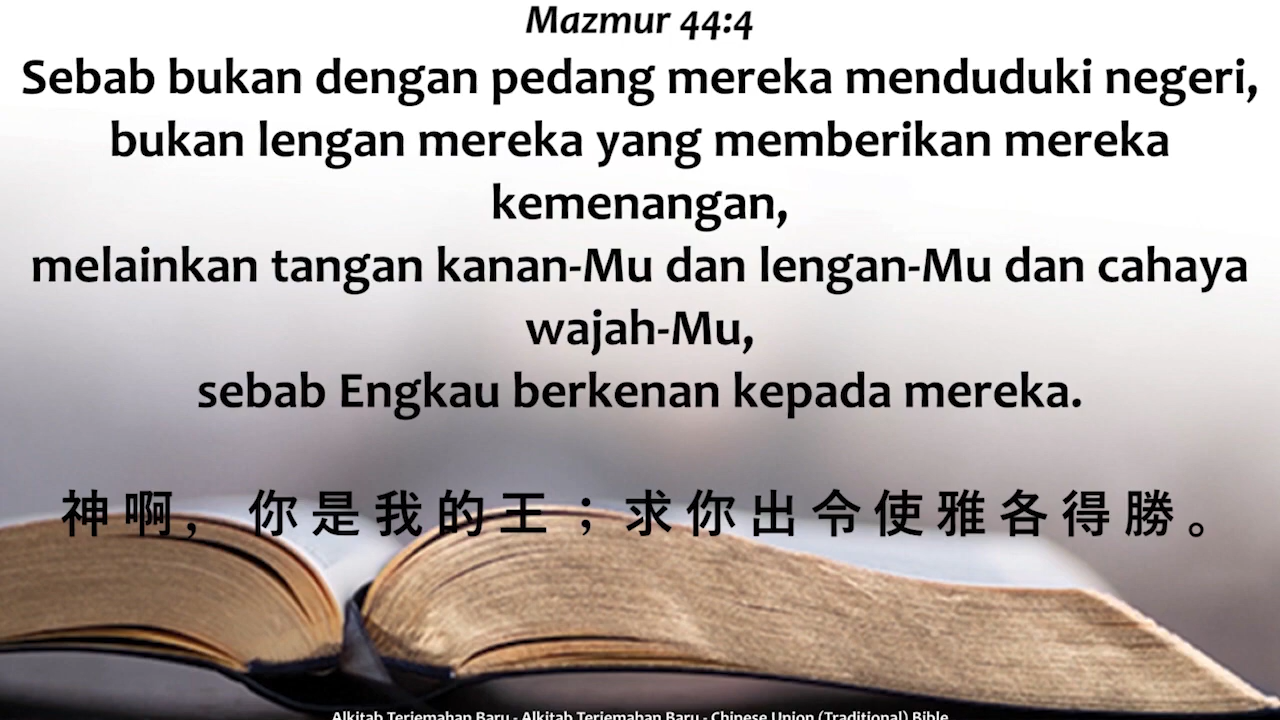 Mazmur 44:4
Sebab bukan dengan pedang mereka menduduki negeri,
bukan lengan mereka yang memberikan mereka
kemenangan,
melainkan tangan kanan-Mu dan lengan-Mu dan cahaya
wajah-Mu,
sebab Engkau berkenan kepada mereka.
神啊, 你是我的王；求你出令使雅各得勝。
Alkitab Terjemahan Baru - Alkitab Terjemahan Baru - Chinese Union (Traditional) Bible